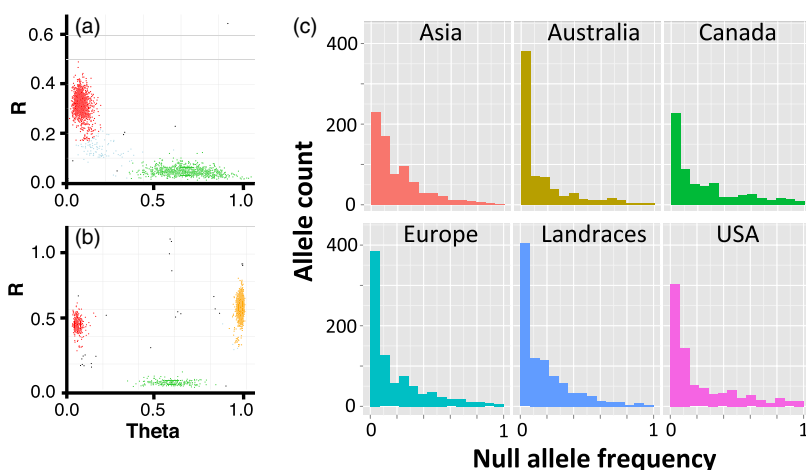 (a)
0.6
0.4
0.2
0.0
R
0.0 0.5 1.0
(b)
1.0
0.5
0.0
R
0.0 0.5 1.0
Theta
(c)
Asia Australia Canada
400
200
0
Allele count
Europe Landraces USA
400
200
0
0 1 0 1 0 1
Null allele frequency